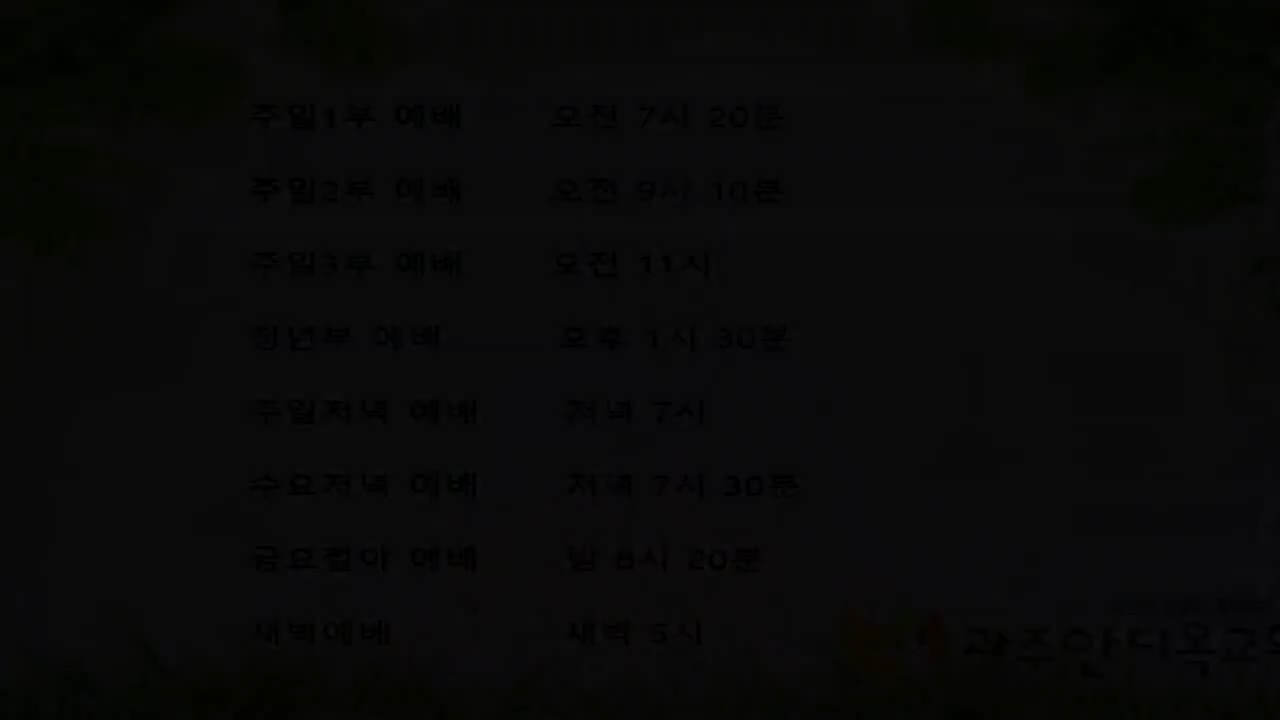 주일1부 예배 오전 7시 20분
주일2부 예배 오전 9시 10분
주일3부 예배 오전 11시
청년부 예배 오후 1시 30분
주일저녁 예배 저녁 7시
수요저녁 예배 저녁 7시 30분
금요철야 예배 밤 8시 20분
새벽예배 새벽 5시
광주안디옥교회